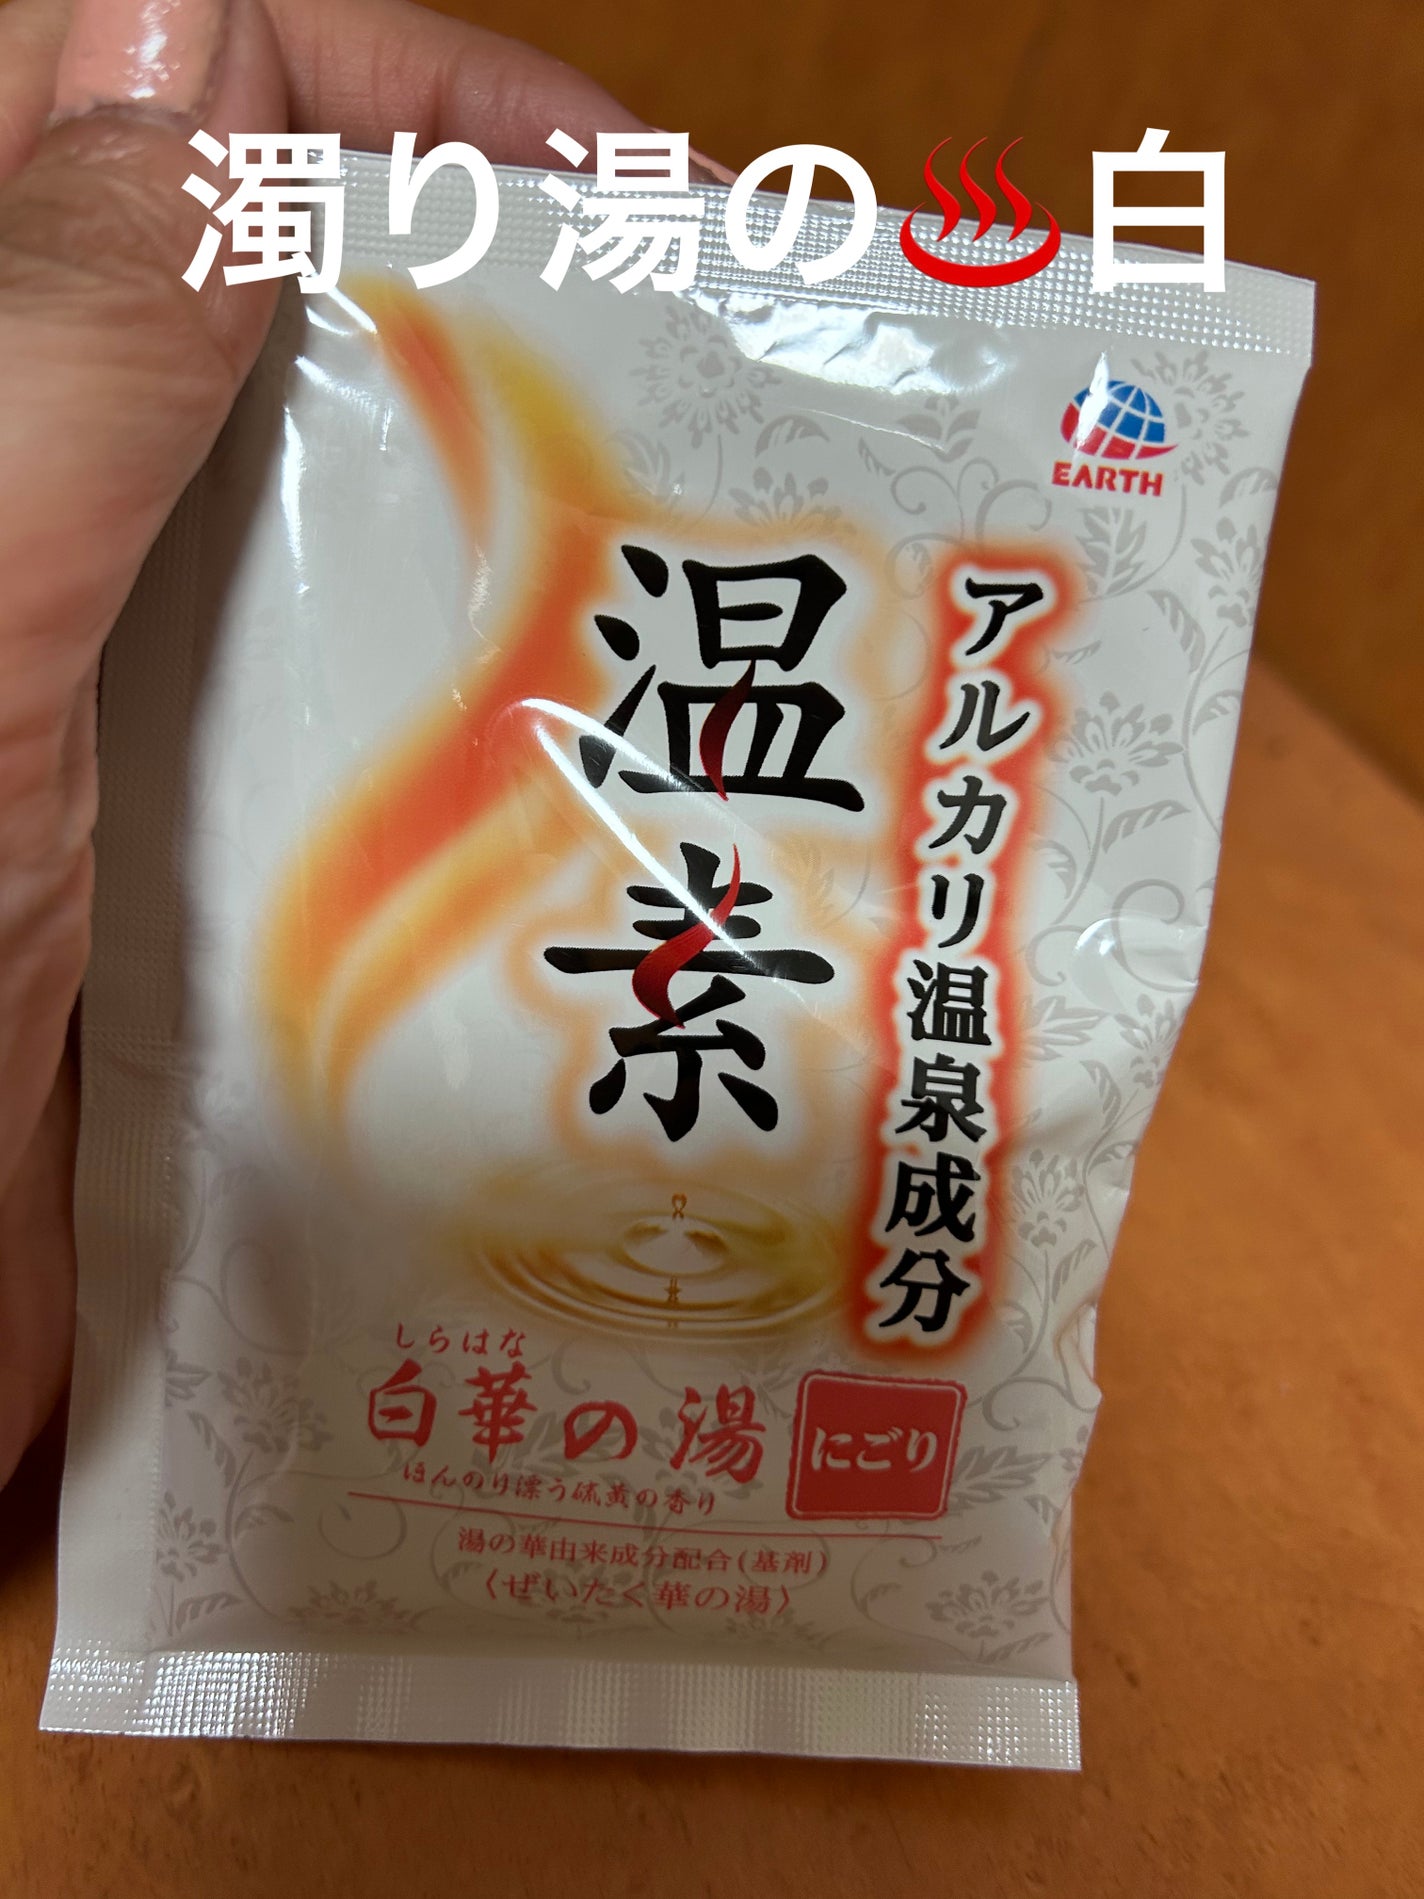 濁り湯の♨️白
EARTH
アルカリ温泉成分
温素
しらはな
白華の湯
にごり
ほんのり漂う硫黄の香り
湯の華由来成分配合(基剤)
〈ぜいたく華の湯〉